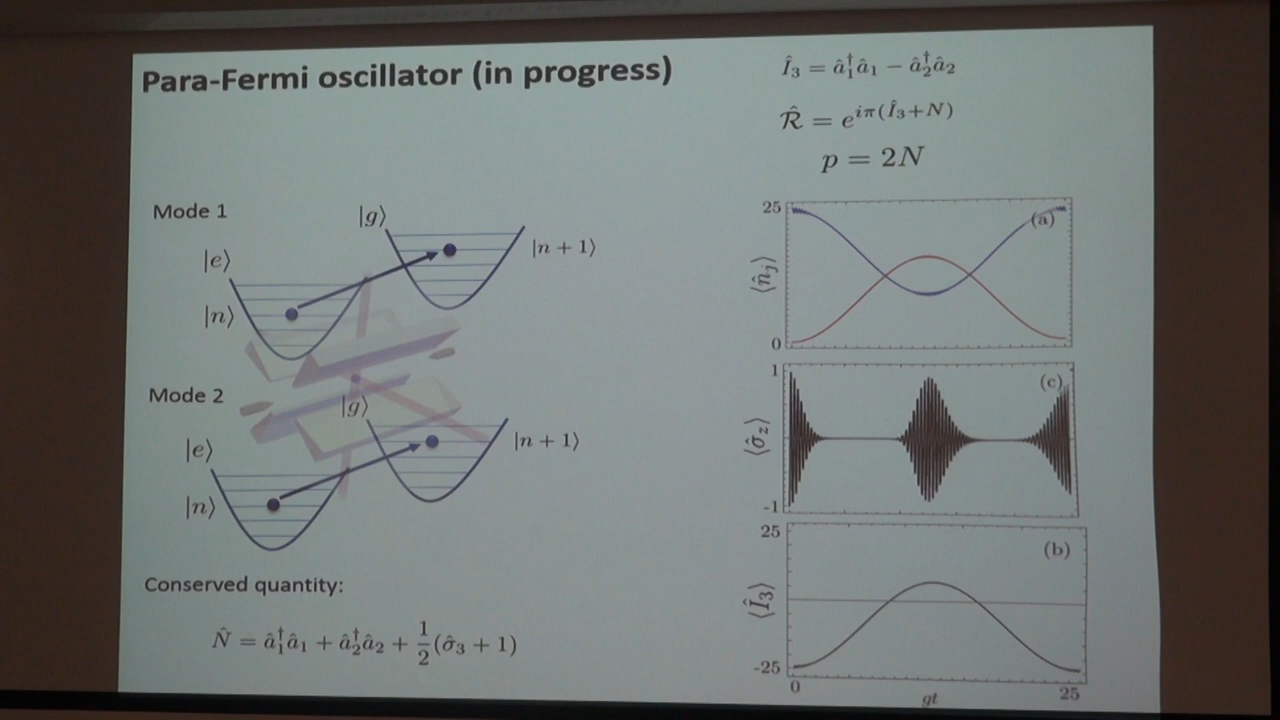 Para-Fermi oscillator (in progress)
Î₃ = â₁†â₁ − â₂†â₂
R̂ = e^{iπ(Î₃+N)}
p = 2N
Mode 1
|g⟩
|e⟩
|n + 1⟩
|n⟩
Mode 2
|g⟩
|e⟩
|n + 1⟩
|n⟩
Conserved quantity:
N̂ = â₁†â₁ + â₂†â₂ + 1/2(σ̂₃ + 1)
25
(a)
⟨n̂ⱼ⟩
0
1
(c)
⟨σ̂z⟩
-1
25
(b)
⟨Î₃⟩
-25
0
gt
25